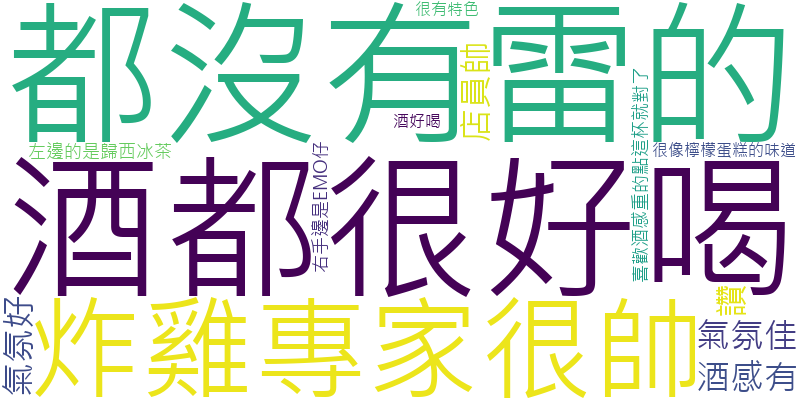 很有特色
都沒有雷的
店員帥
酒好喝
左邊的是歸西冰茶
右手邊是EMO仔
喜歡酒感重的點這杯就對了
很像檸檬蛋糕的味道
酒都很好喝
氣氛好
炸雞專家很帥
讚
氣氛佳
酒感有